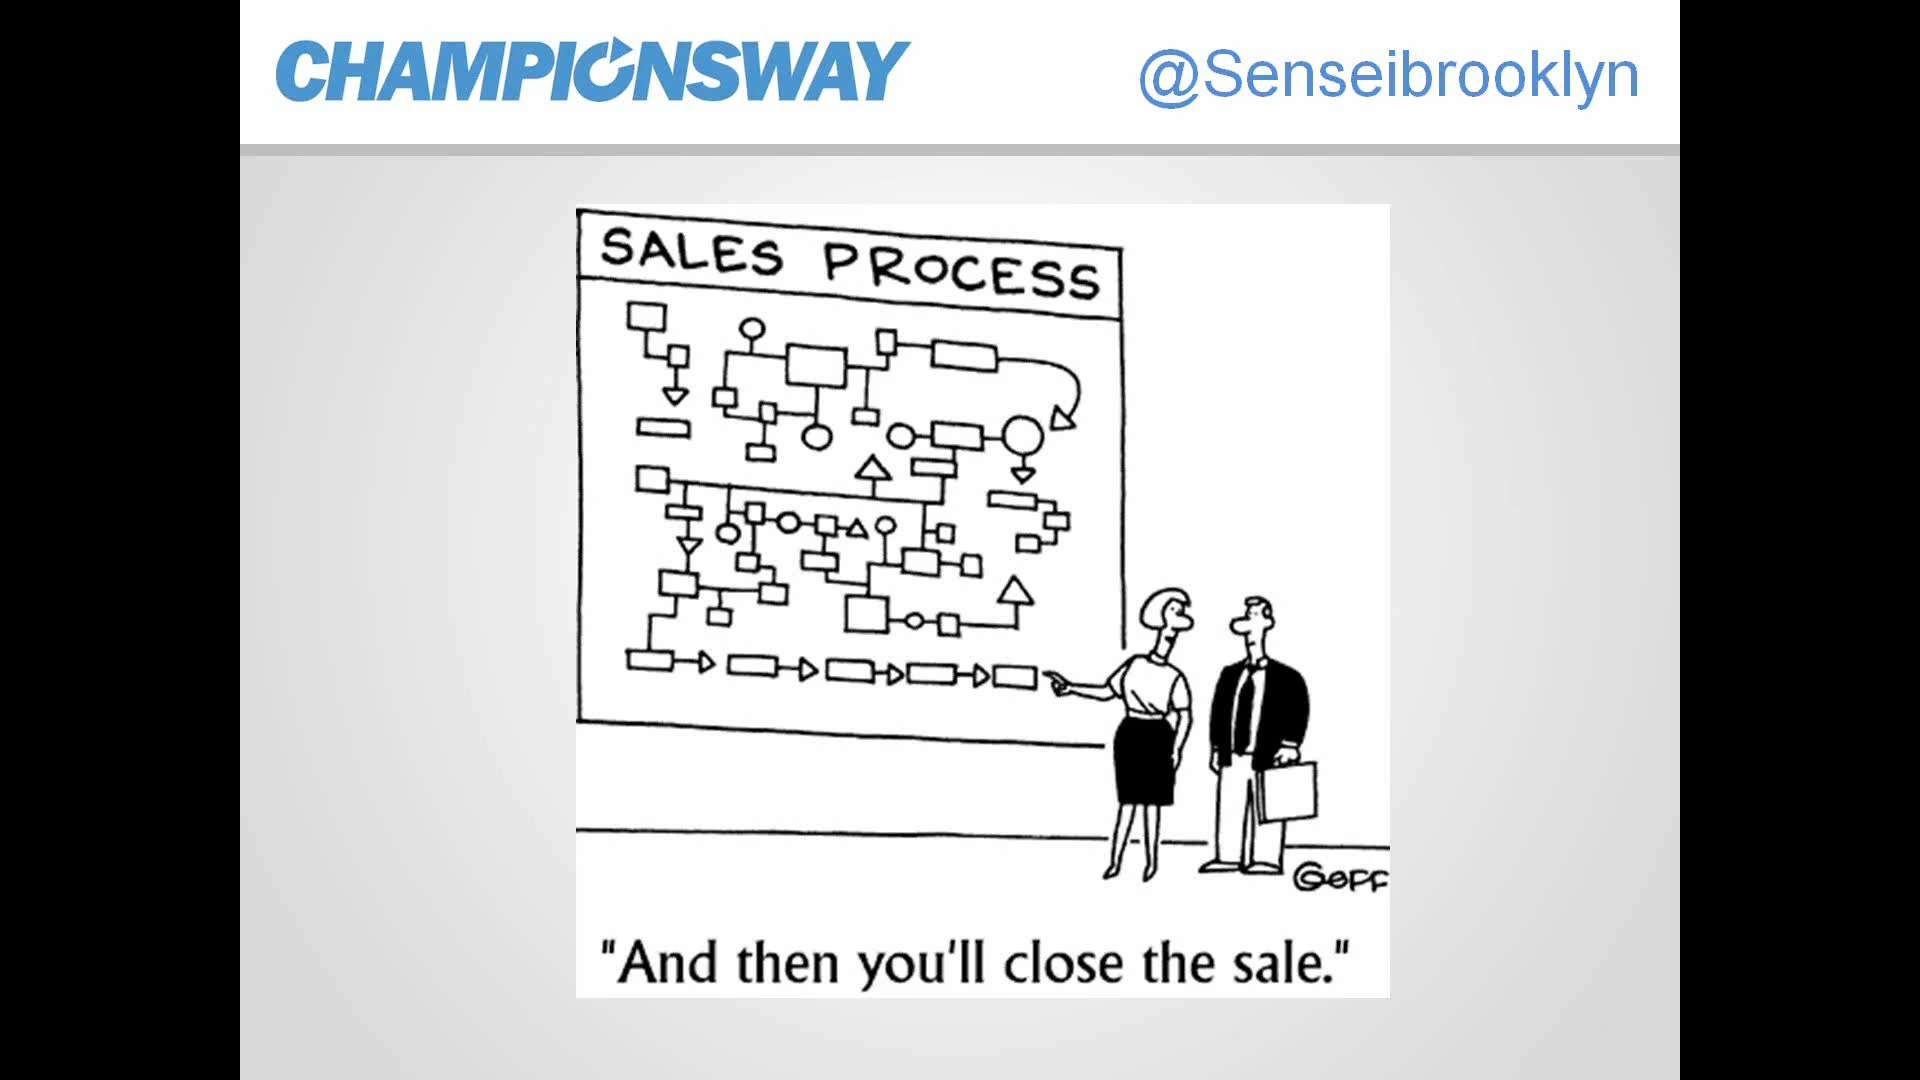 CHAMPIONSWAY
@Senseibrooklyn
SALES PROCESS
GOFF
"And then you'll close the sale."